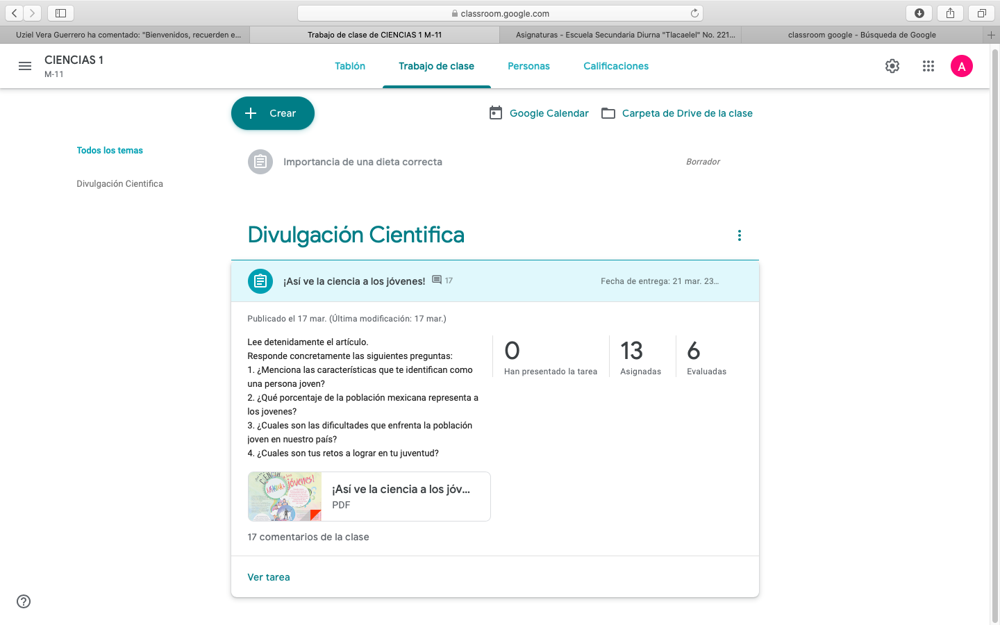 classroom.google.com
Uziel Vera Guerrero ha comentado: "Bienvenidos, recuerden e...
Trabajo de clase de CIENCIAS 1 M-11
Asignaturas - Escuela Secundaria Diurna "Tlacaelel" No. 221...
classroom google - Búsqueda de Google
CIENCIAS 1
M-11
Tablón
Trabajo de clase
Personas
Calificaciones
A
Crear
Google Calendar
Carpeta de Drive de la clase
Todos los temas
Divulgación Cientifica
Importancia de una dieta correcta
Borrador
Divulgación Cientifica
¡Así ve la ciencia a los jóvenes!
17
Fecha de entrega: 21 mar. 23...
Publicado el 17 mar. (Última modificación: 17 mar.)
Lee detenidamente el artículo.
Responde concretamente las siguientes preguntas:
1. ¿Menciona las características que te identifican como
una persona joven?
2. ¿Qué porcentaje de la población mexicana representa a
los jovenes?
3. ¿Cuales son las dificultades que enfrenta la población
joven en nuestro país?
4. ¿Cuales son tus retos a lograr en tu juventud?
0
Han presentado la tarea
13
Asignadas
6
Evaluadas
CIENCIA
jóvenes!
¡Así ve la ciencia a los jóv...
PDF
17 comentarios de la clase
Ver tarea